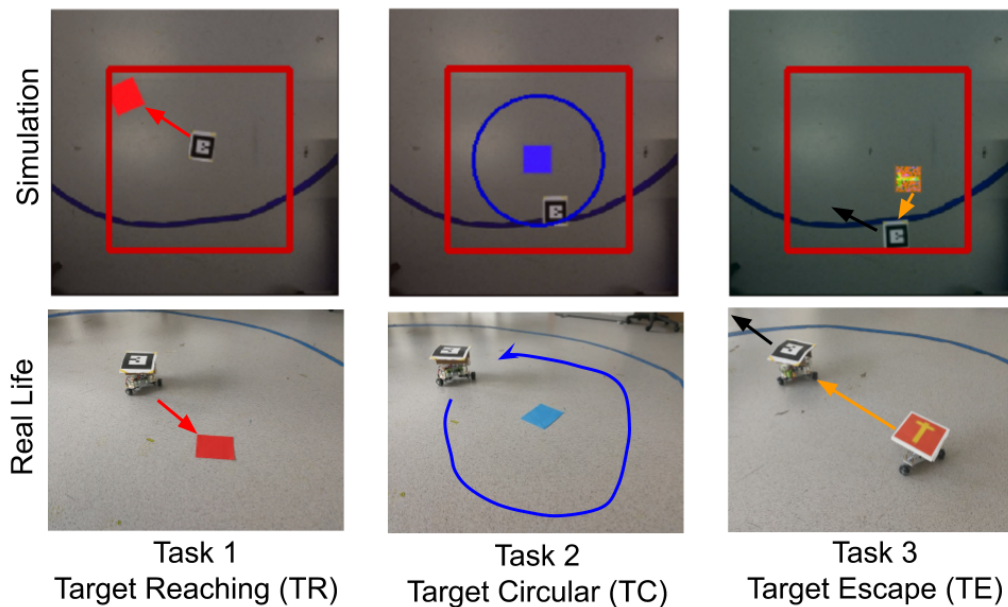 Simulation
Real Life
Task 1
Target Reaching (TR)
Task 2
Target Circular (TC)
Task 3
Target Escape (TE)